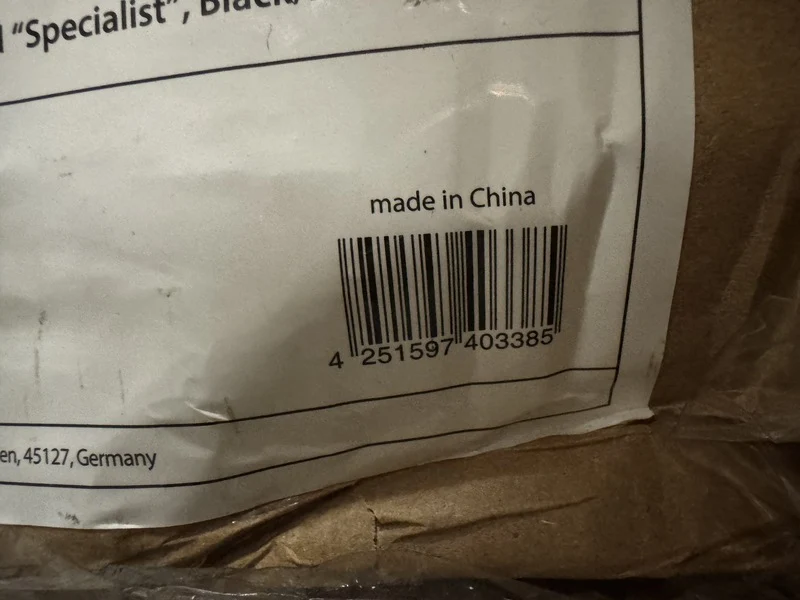 "Specialist", Black,
made in China
4 251597 403385
en, 45127, Germany